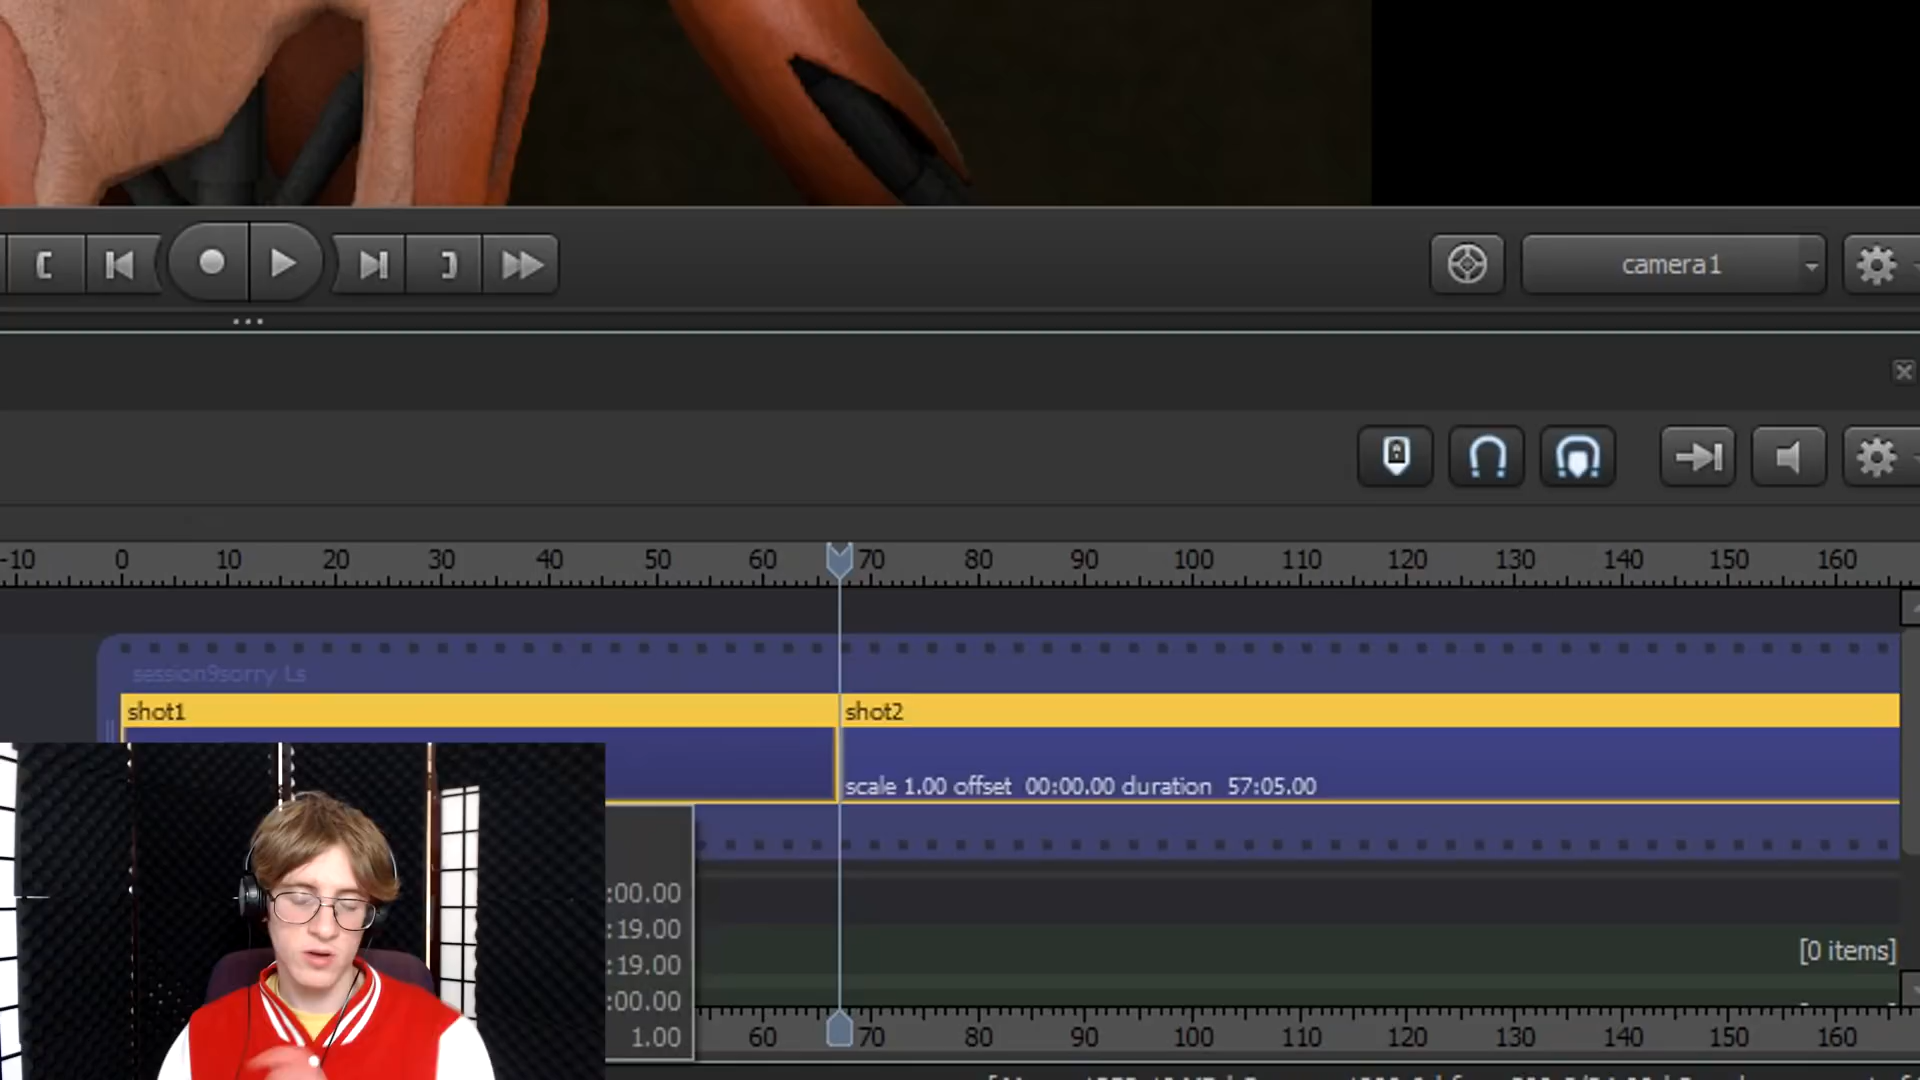 camera1
-10 0 10 20 30 40 50 60 70 80 90 100 110 120 130 140 150 160
session9sorry Ls
shot1 shot2
scale 1.00 offset 00:00.00 duration 57:05.00
:00.00
:19.00
[0 items]
:19.00
:00.00
1.00
60 70 80 90 100 110 120 130 140 150 160